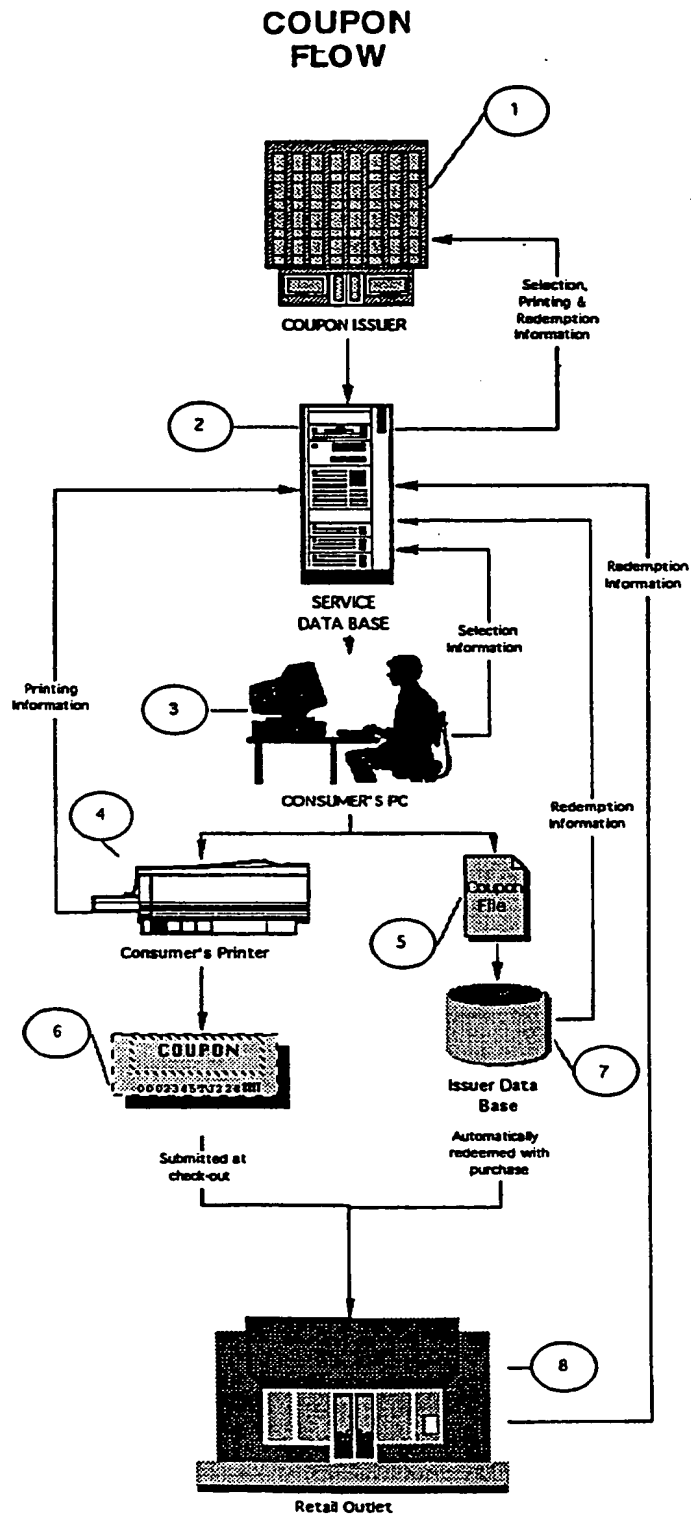 COUPON
FLOW
1
Selection,
Printing &
Redemption
Information
COUPON ISSUER
2
SERVICE
DATA BASE
Selection
Information
Redemption
Information
Printing
Information
3
CONSUMER'S PC
Redemption
Information
4
Consumer's Printer
Coupon
File
5
6
COUPON
7
Issuer Data
Base
Submitted at
check-out
Automatically
redeemed with
purchase
8
Retail Outlet